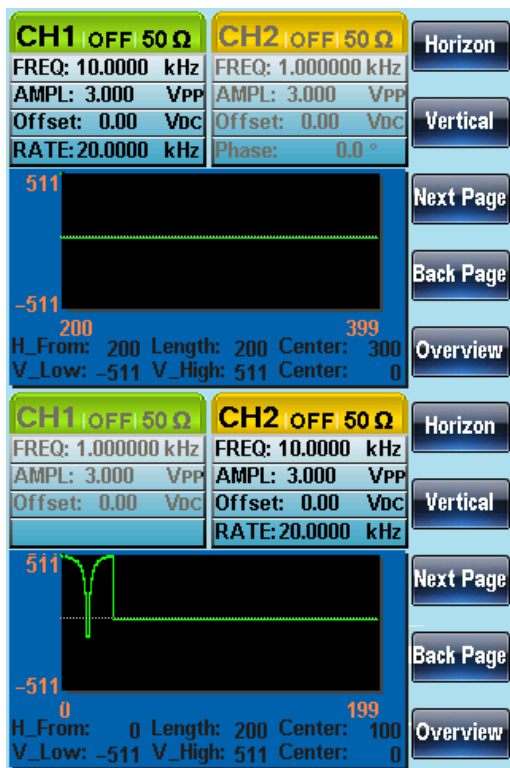 CH1 OFF 50 Ω CH2 OFF 50 Ω Horizon
FREQ: 10.0000 kHz FREQ: 1.000000 kHz
AMPL: 3.000 VPP AMPL: 3.000 VPP
Offset: 0.00 VDC Offset: 0.00 VDC Vertical
RATE: 20.0000 kHz Phase: 0.0 °
511
Next Page
Back Page
-511
200 399
H_From: 200 Length: 200 Center: 300
Overview
V_Low: -511 V_High: 511 Center: 0
CH1 OFF 50 Ω CH2 OFF 50 Ω Horizon
FREQ: 1.000000 kHz FREQ: 10.0000 kHz
AMPL: 3.000 VPP AMPL: 3.000 VPP
Offset: 0.00 VDC Offset: 0.00 VDC Vertical
RATE: 20.0000 kHz
511
Next Page
Back Page
-511
0 199
H_From: 0 Length: 200 Center: 100
Overview
V_Low: -511 V_High: 511 Center: 0